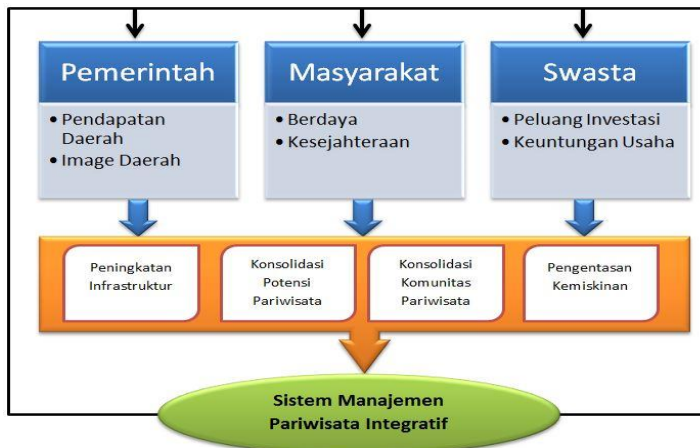 Pemerintah
• Pendapatan
Daerah
• Image Daerah
Masyarakat
• Berdaya
• Kesejahteraan
Swasta
• Peluang Investasi
• Keuntungan Usaha
Peningkatan
Infrastruktur
Konsolidasi
Potensi
Pariwisata
Konsolidasi
Komunitas
Pariwisata
Pengentasan
Kemiskinan
Sistem Manajemen
Pariwisata Integratif